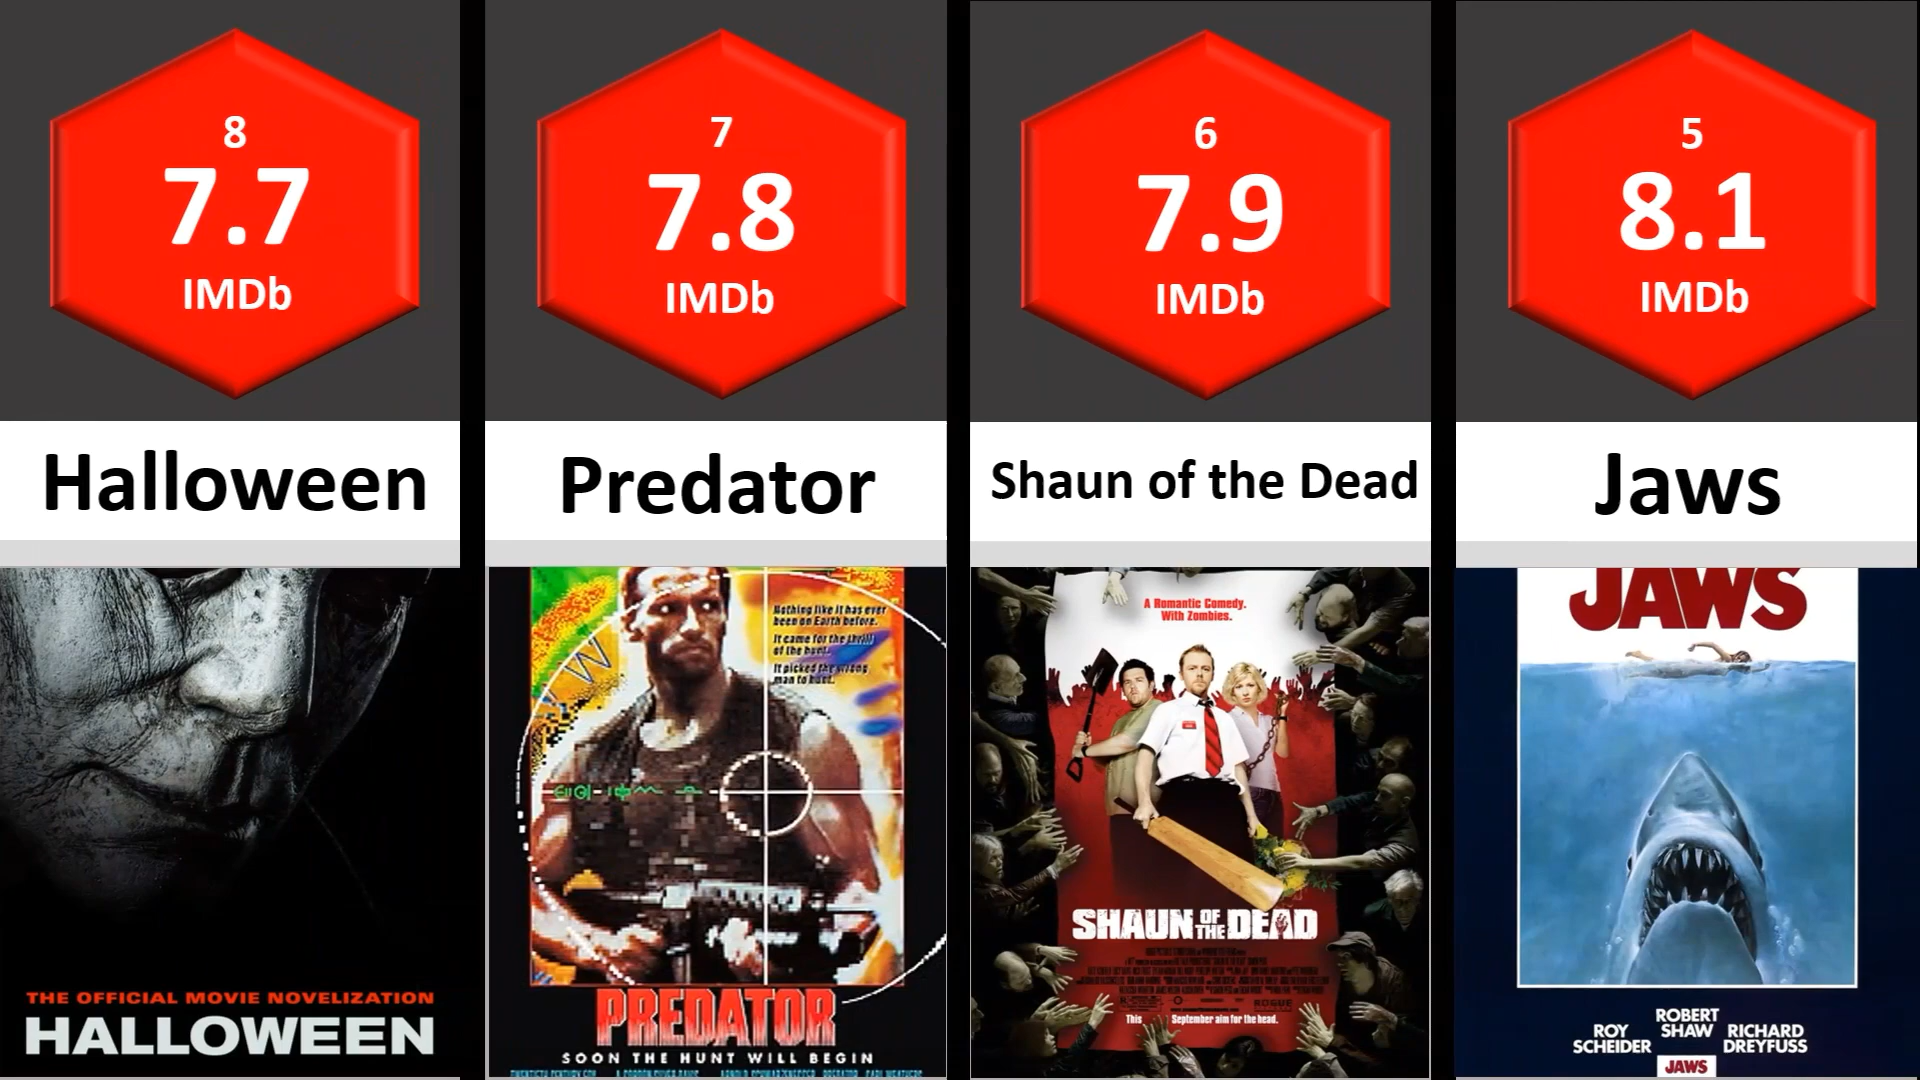 8
7.7
IMDb
Halloween
THE OFFICIAL MOVIE NOVELIZATION
HALLOWEEN
7
7.8
IMDb
Predator
Nothing like it has ever
been on Earth before.
It came for the thrill
of the hunt.
It picked the wrong
man to hunt.
PREDATOR
SOON THE HUNT WILL BEGIN
6
7.9
IMDb
Shaun of the Dead
A Romantic Comedy.
With Zombies.
SHAUN OF THE DEAD
ROGUE
This September aim for the head.
5
8.1
IMDb
Jaws
JAWS
ROY SCHEIDER
ROBERT SHAW
RICHARD DREYFUSS
JAWS